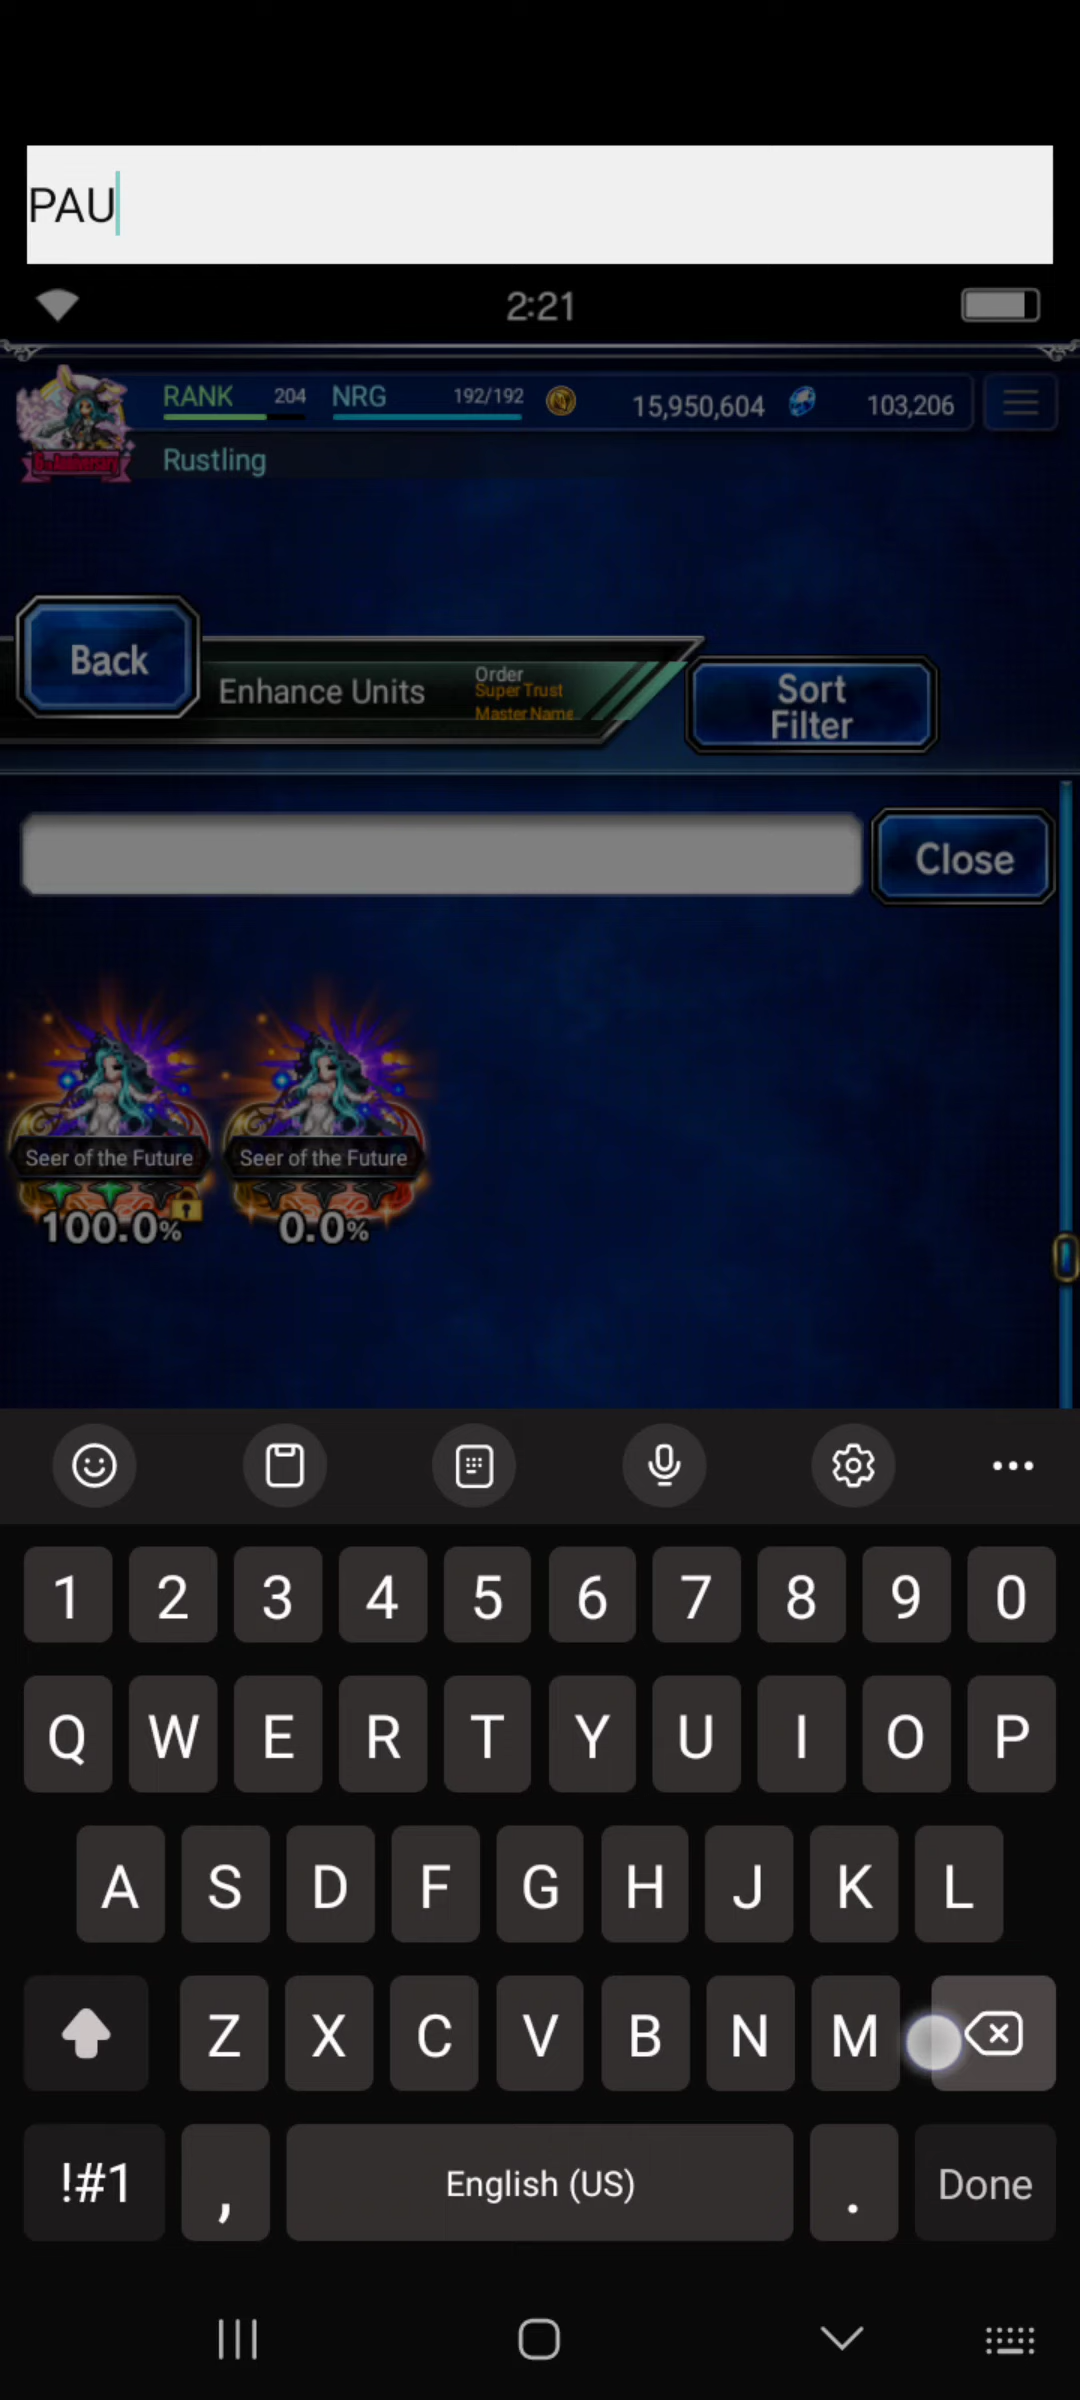 PAU
2:21
RANK 204 NRG 192/192 15,950,604 103,206
Rustling
Back
Enhance Units
Order
Super Trust
Master Name
Sort
Filter
Close
Seer of the Future Seer of the Future
100.0% 0.0%
1 2 3 4 5 6 7 8 9 0
Q W E R T Y U I O P
A S D F G H J K L
Z X C V B N M
!#1 , English (US) . Done